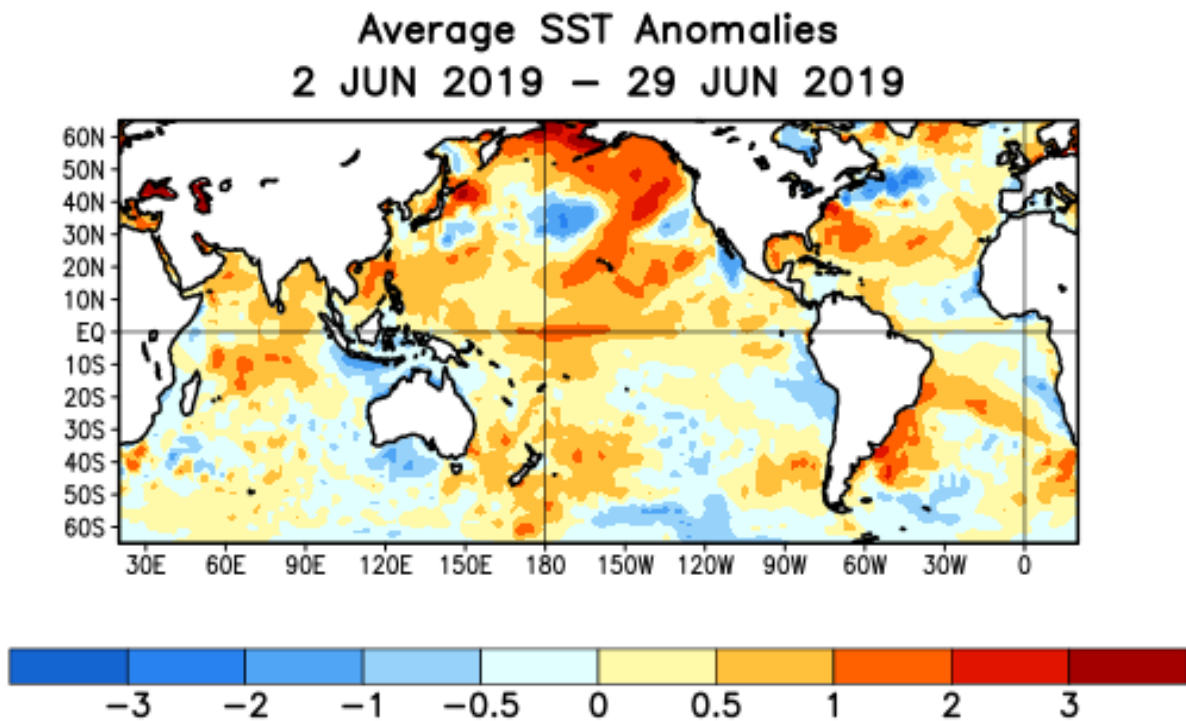 Average SST Anomalies
2 JUN 2019 – 29 JUN 2019
60N
50N
40N
30N
20N
10N
EQ
10S
20S
30S
40S
50S
60S
30E 60E 90E 120E 150E 180 150W 120W 90W 60W 30W 0
−3 −2 −1 −0.5 0 0.5 1 2 3